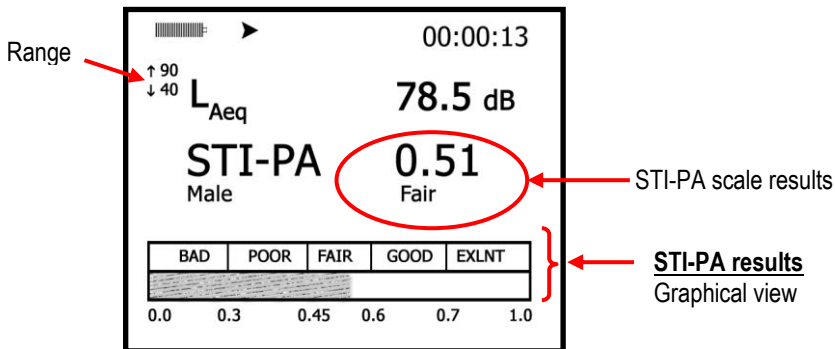 00:00:13
Range
↑ 90
↓ 40
LAeq
78.5 dB
STI-PA
0.51
Male
Fair
STI-PA scale results
BAD POOR FAIR GOOD EXLNT
STI-PA results
Graphical view
0.0 0.3 0.45 0.6 0.7 1.0